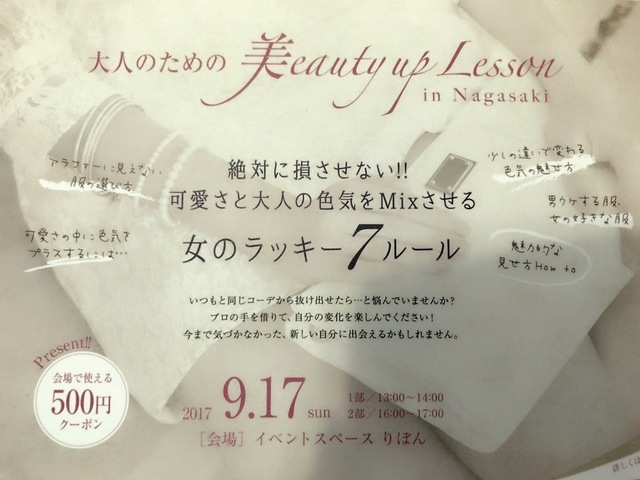 大人のための 美eauty up Lesson
in Nagasaki
アラフォーに見えない
服の選び方
可愛さの中に色気を
プラスするには…
絶対に損させない!!
可愛さと大人の色気をMixさせる
女のラッキー7ルール
少しの違いで変わる
色気の魅せ方
男ウケする服、
女の好きな服
魅力的な
見せ方How to
いつもと同じコーデから抜け出せたら…と悩んでいませんか?
プロの手を借りて、自分の変化を楽しんでください!
今まで気づかなかった、新しい自分に出会えるかもしれません。
Present!!
会場で使える
500円
クーポン
2017 9.17 sun
1部/13:00〜14:00
2部/16:00〜17:00
[会場] イベントスペース りぼん
詳しくは